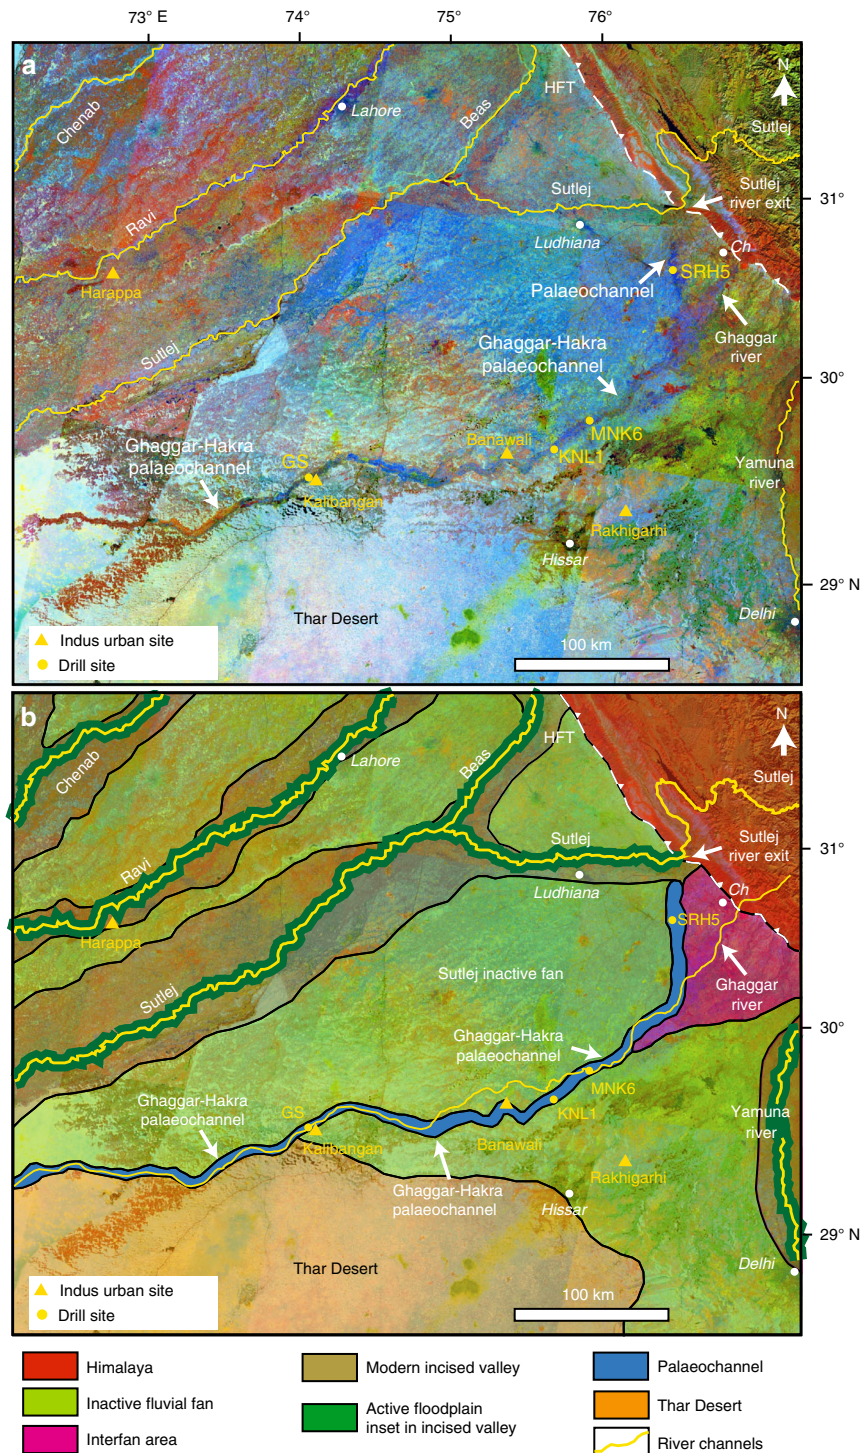 73° E
74°
75°
76°
a
N
HFT
Chenab
Lahore
Beas
Sutlej
Sutlej
Sutlej
river exit
31°
Ravi
Ludhiana
Ch
SRH5
Harappa
Palaeochannel
Ghaggar
river
Ghaggar-Hakra
palaeochannel
Sutlej
30°
MNK6
Banawali
KNL1
Ghaggar-Hakra
palaeochannel
GS
Kalibangan
Yamuna
river
Rakhigarhi
Hissar
29° N
Delhi
Thar Desert
Indus urban site
Drill site
100 km
b
N
HFT
Chenab
Lahore
Beas
Sutlej
Sutlej
Sutlej
river exit
31°
Ravi
Ludhiana
Ch
SRH5
Harappa
Sutlej inactive fan
Ghaggar
river
Sutlej
30°
Ghaggar-Hakra
palaeochannel
MNK6
KNL1
Ghaggar-Hakra
palaeochannel
GS
Kalibangan
Banawali
Yamuna
river
Rakhigarhi
Ghaggar-Hakra
palaeochannel
Hissar
29° N
Delhi
Thar Desert
Indus urban site
Drill site
100 km
Himalaya
Modern incised valley
Palaeochannel
Inactive fluvial fan
Active floodplain
inset in incised valley
Thar Desert
Interfan area
River channels